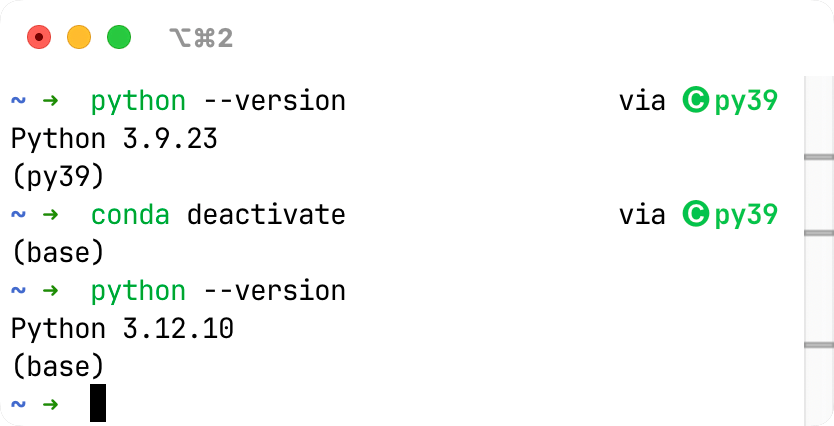 ⌥⌘2
~ ➜ python --version via 🅒 py39
Python 3.9.23
(py39)
~ ➜ conda deactivate via 🅒 py39
(base)
~ ➜ python --version
Python 3.12.10
(base)
~ ➜